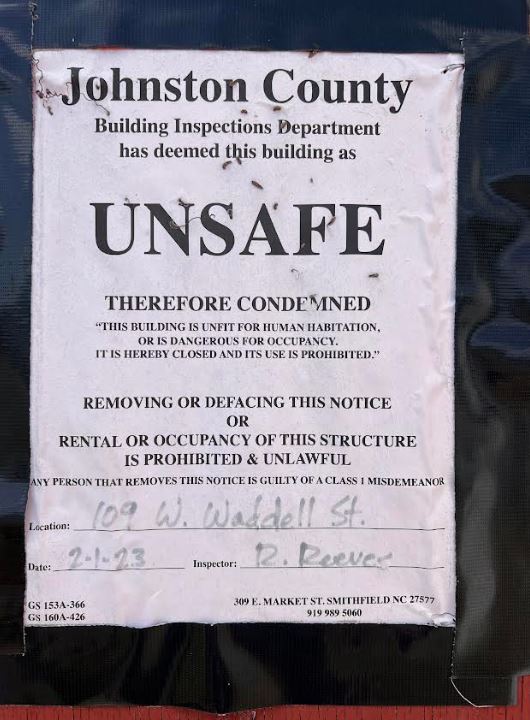 Johnston County
Building Inspections Department
has deemed this building as
UNSAFE
THEREFORE CONDEMNED
“THIS BUILDING IS UNFIT FOR HUMAN HABITATION,
OR IS DANGEROUS FOR OCCUPANCY.
IT IS HEREBY CLOSED AND ITS USE IS PROHIBITED.”
REMOVING OR DEFACING THIS NOTICE
OR
RENTAL OR OCCUPANCY OF THIS STRUCTURE
IS PROHIBITED & UNLAWFUL
ANY PERSON THAT REMOVES THIS NOTICE IS GUILTY OF A CLASS 1 MISDEMEANOR
Location: 109 W. Waddell St.
Date: 2-1-23 Inspector: R. Reever
GS 153A-366 309 E. MARKET ST. SMITHFIELD NC 27577
GS 160A-426 919 989 5060